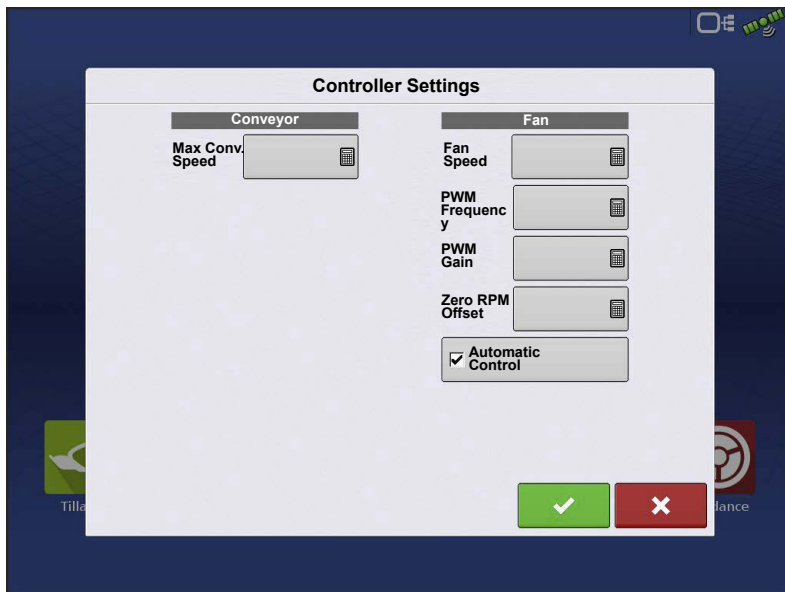 Controller Settings
Conveyor
Max Conv.
Speed
Fan
Fan
Speed
PWM
Frequenc
y
PWM
Gain
Zero RPM
Offset
Automatic
Control
Tilla
dance